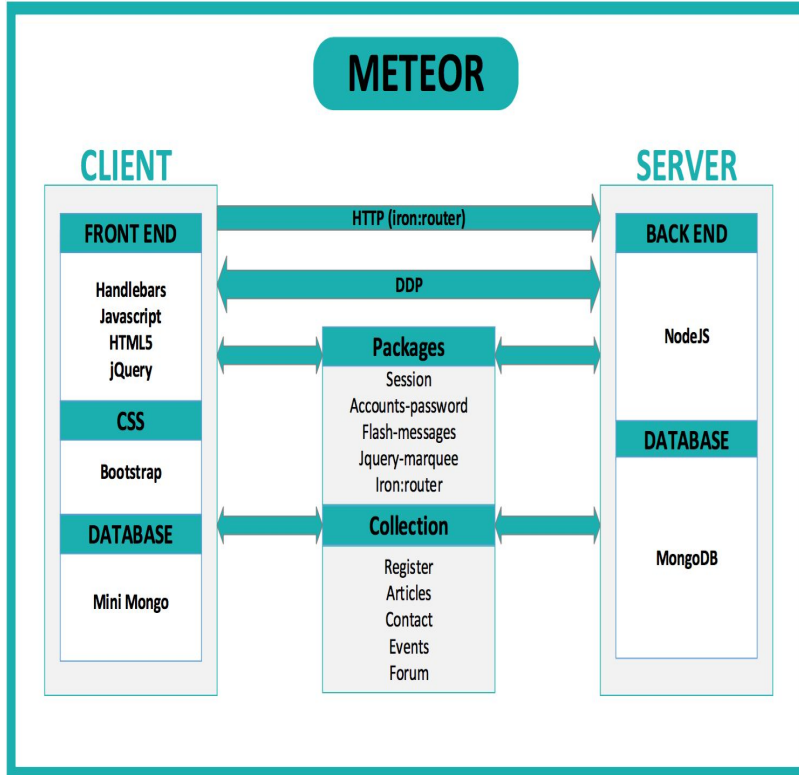 METEOR
CLIENT
SERVER
HTTP (iron:router)
DDP
FRONT END
Handlebars
Javascript
HTML5
jQuery
CSS
Bootstrap
DATABASE
Mini Mongo
Packages
Session
Accounts-password
Flash-messages
Jquery-marquee
Iron:router
Collection
Register
Articles
Contact
Events
Forum
BACK END
NodeJS
DATABASE
MongoDB